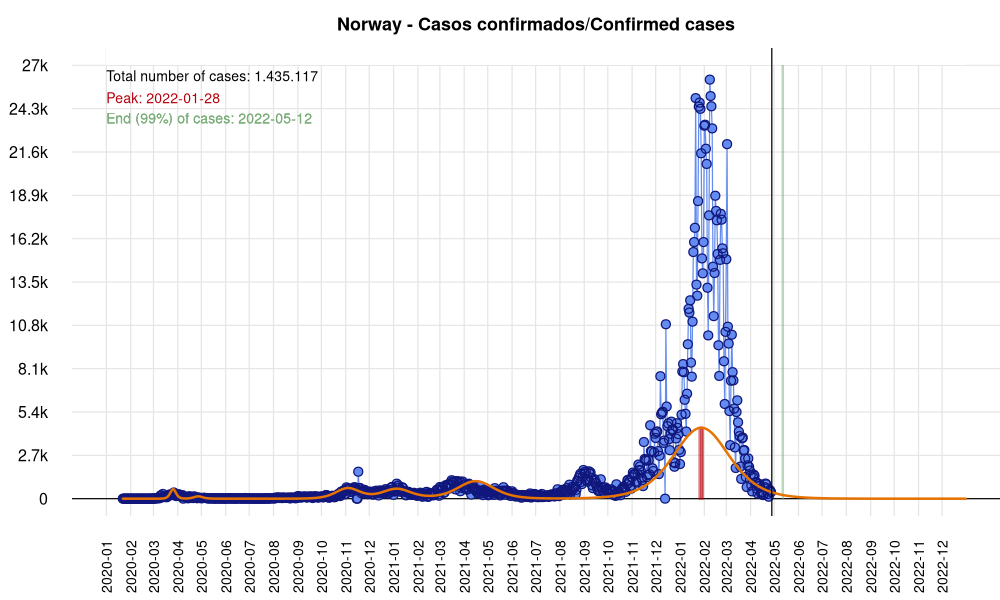 Norway - Casos confirmados/Confirmed cases
Total number of cases: 1.435.117
Peak: 2022-01-28
End (99%) of cases: 2022-05-12
27k
24.3k
21.6k
18.9k
16.2k
13.5k
10.8k
8.1k
5.4k
2.7k
0
2020-01
2020-02
2020-03
2020-04
2020-05
2020-06
2020-07
2020-08
2020-09
2020-10
2020-11
2020-12
2021-01
2021-02
2021-03
2021-04
2021-05
2021-06
2021-07
2021-08
2021-09
2021-10
2021-11
2021-12
2022-01
2022-02
2022-03
2022-04
2022-05
2022-06
2022-07
2022-08
2022-09
2022-10
2022-11
2022-12